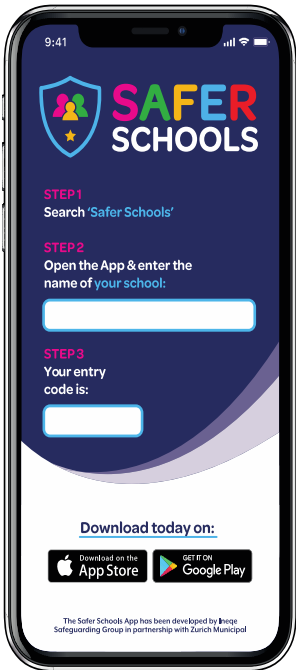 9:41
SAFER
SCHOOLS
STEP 1
Search ‘Safer Schools’
STEP 2
Open the App & enter the
name of your school:
STEP 3
Your entry
code is:
Download today on:
Download on the
App Store
GET IT ON
Google Play
The Safer Schools App has been developed by Ineqe
Safeguarding Group in partnership with Zurich Municipal